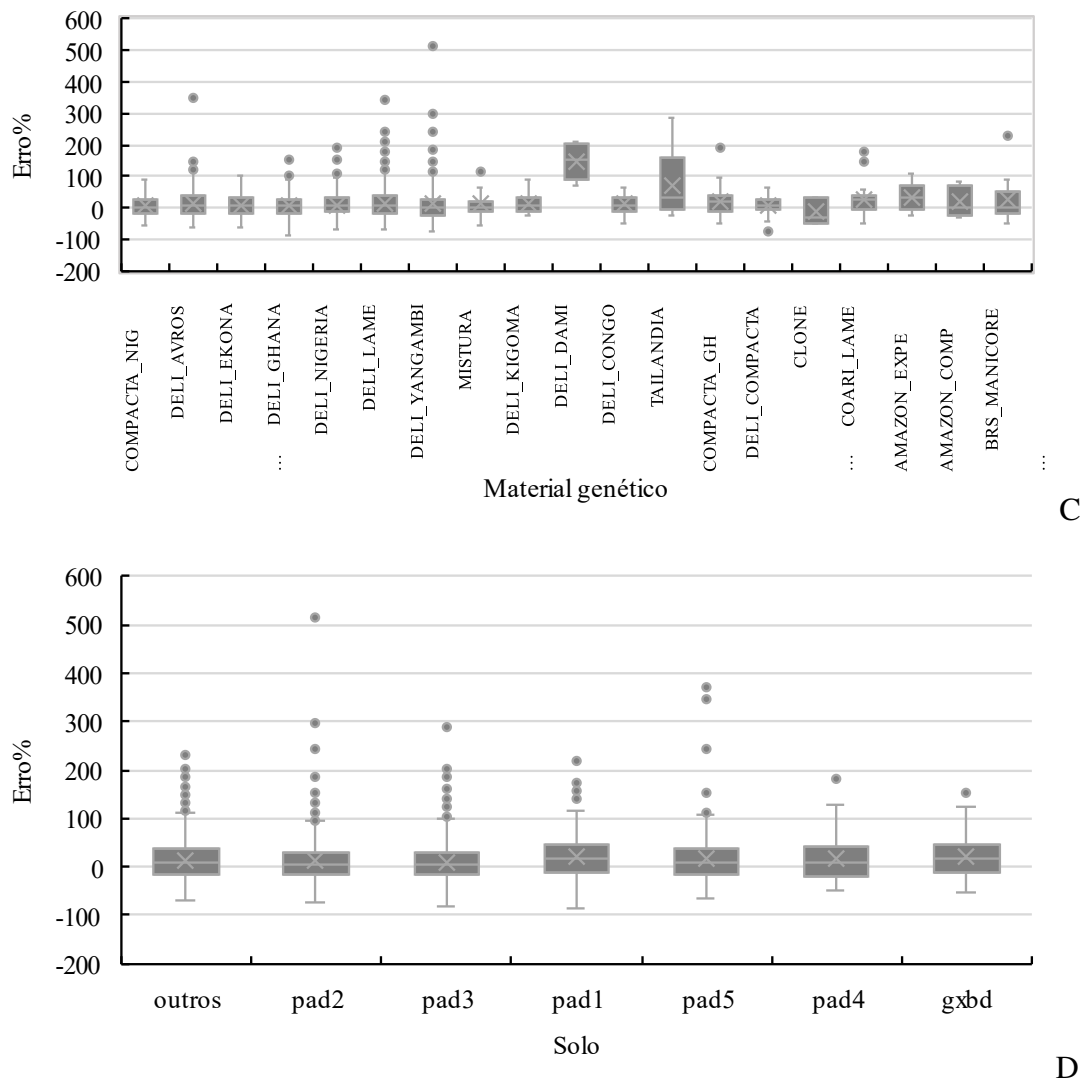 600
500
400
300
200
100
0
-100
-200
Erro%
COMPACTA_NIG
DELI_AVROS
DELI_EKONA
DELI_GHANA
…
DELI_NIGERIA
DELI_LAME
DELI_YANGAMBI
MISTURA
DELI_KIGOMA
DELI_DAMI
DELI_CONGO
TAILANDIA
COMPACTA_GH
DELI_COMPACTA
CLONE
COARI_LAME
…
AMAZON_EXPE
AMAZON_COMP
BRS_MANICORE
…
Material genético
C
600
500
400
300
200
100
0
-100
-200
Erro%
outros pad2 pad3 pad1 pad5 pad4 gxbd
Solo
D